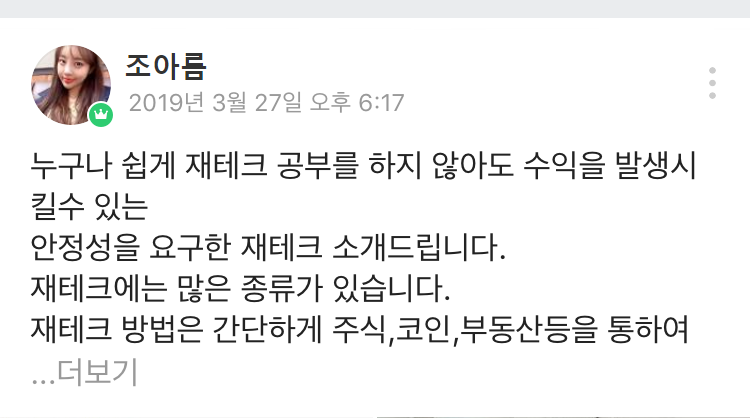 조아름
2019년 3월 27일 오후 6:17
누구나 쉽게 재테크 공부를 하지 않아도 수익을 발생시
킬수 있는
안정성을 요구한 재테크 소개드립니다.
재테크에는 많은 종류가 있습니다.
재테크 방법은 간단하게 주식,코인,부동산등을 통하여
...더보기